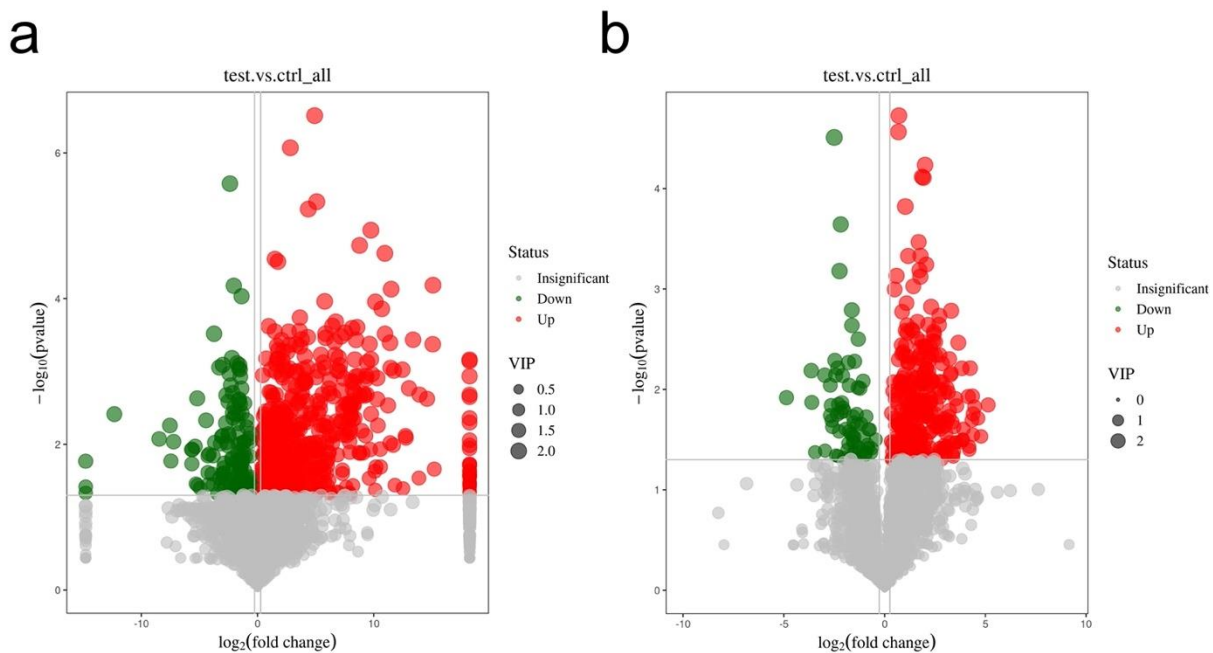 a
test.vs.ctrl_all
−log₁₀(pvalue)
6
4
2
0
-10
0
10
log₂(fold change)
Status
Insignificant
Down
Up
VIP
0.5
1.0
1.5
2.0
b
test.vs.ctrl_all
−log₁₀(pvalue)
4
3
2
1
0
-10
-5
0
5
10
log₂(fold change)
Status
Insignificant
Down
Up
VIP
0
1
2